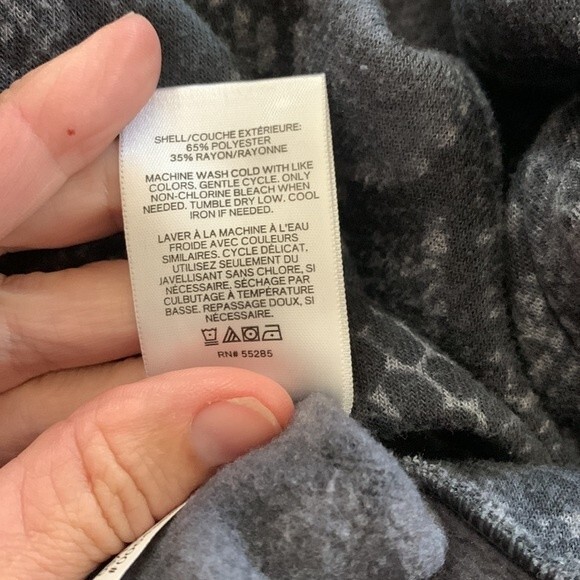 SHELL/COUCHE EXTÉRIEURE:
65% POLYESTER
35% RAYON/RAYONNE
MACHINE WASH COLD WITH LIKE
COLORS. GENTLE CYCLE. ONLY
NON-CHLORINE BLEACH WHEN
NEEDED. TUMBLE DRY LOW. COOL
IRON IF NEEDED.
LAVER À LA MACHINE À L'EAU
FROIDE AVEC COULEURS
SIMILAIRES. CYCLE DÉLICAT.
UTILISEZ SEULEMENT DU
JAVELLISANT SANS CHLORE, SI
NÉCESSAIRE. SÉCHAGE PAR
CULBUTAGE À TEMPÉRATURE
BASSE. REPASSAGE DOUX, SI
NÉCESSAIRE.
RN# 55285